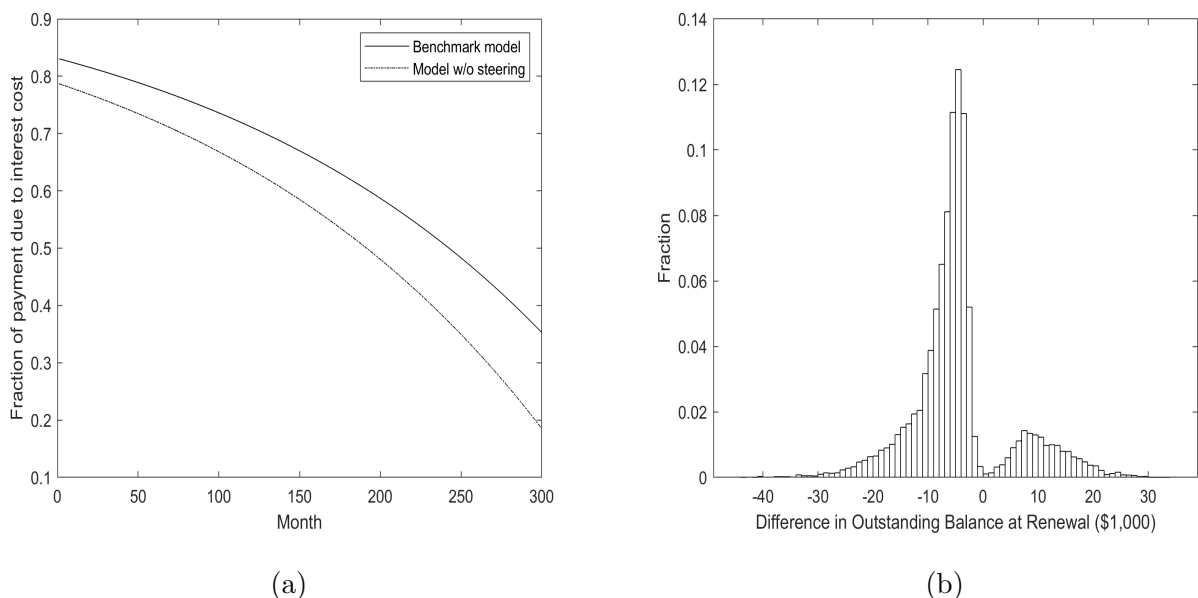 0.9
0.8
0.7
0.6
0.5
0.4
0.3
0.2
0.1
Fraction of payment due to interest cost
0 50 100 150 200 250 300
Month
Benchmark model
Model w/o steering
(a)
0.14
0.12
0.1
0.08
0.06
0.04
0.02
0
Fraction
-40 -30 -20 -10 0 10 20 30
Difference in Outstanding Balance at Renewal ($1,000)
(b)